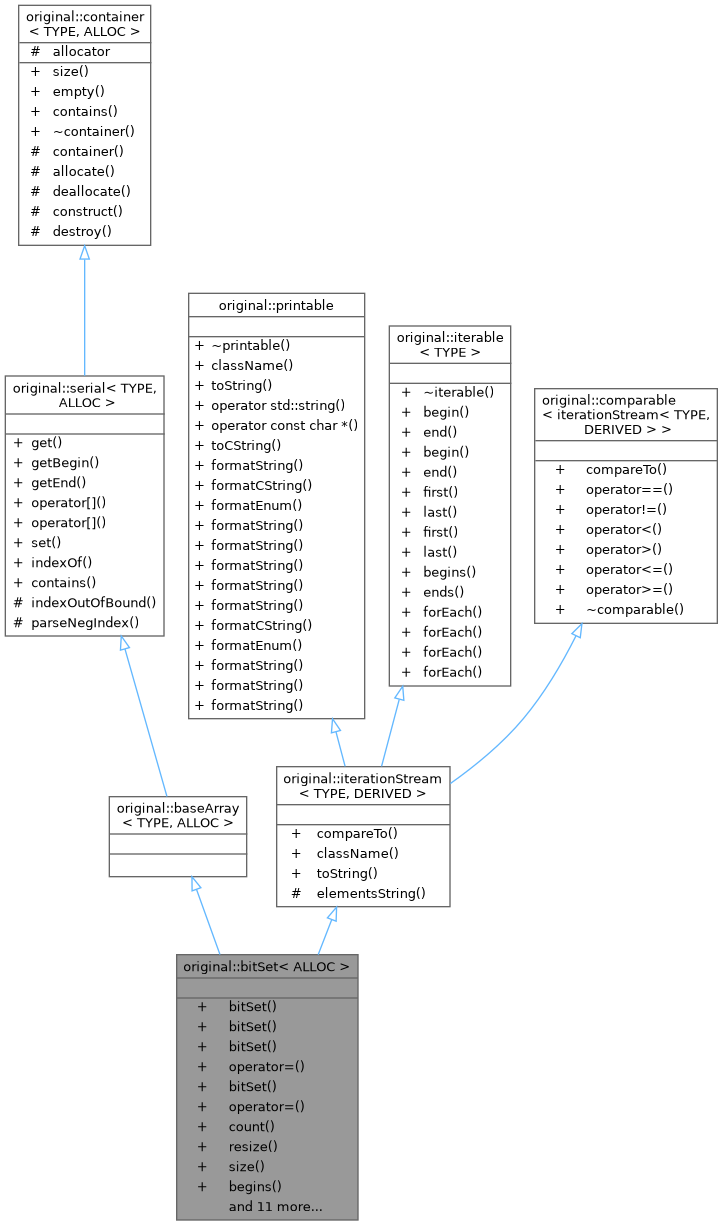 original::container
< TYPE, ALLOC >
# allocator
+ size()
+ empty()
+ contains()
+ ~container()
# container()
# allocate()
# deallocate()
# construct()
# destroy()
original::serial< TYPE,
ALLOC >
+ get()
+ getBegin()
+ getEnd()
+ operator[]()
+ operator[]()
+ set()
+ indexOf()
+ contains()
# indexOutOfBound()
# parseNegIndex()
original::printable
+ ~printable()
+ className()
+ toString()
+ operator std::string()
+ operator const char *()
+ toCString()
+ formatString()
+ formatCString()
+ formatEnum()
+ formatString()
+ formatString()
+ formatString()
+ formatString()
+ formatString()
+ formatCString()
+ formatEnum()
+ formatString()
+ formatString()
+ formatString()
original::iterable
< TYPE >
+ ~iterable()
+ begin()
+ end()
+ begin()
+ end()
+ first()
+ last()
+ first()
+ last()
+ begins()
+ ends()
+ forEach()
+ forEach()
+ forEach()
+ forEach()
original::comparable
< iterationStream< TYPE,
DERIVED > >
+ compareTo()
+ operator==()
+ operator!=()
+ operator<()
+ operator>()
+ operator<=()
+ operator>=()
+ ~comparable()
original::baseArray
< TYPE, ALLOC >
original::iterationStream
< TYPE, DERIVED >
+ compareTo()
+ className()
+ toString()
# elementsString()
original::bitSet< ALLOC >
+ bitSet()
+ bitSet()
+ bitSet()
+ operator=()
+ bitSet()
+ operator=()
+ count()
+ resize()
+ size()
+ begins()
and 11 more...